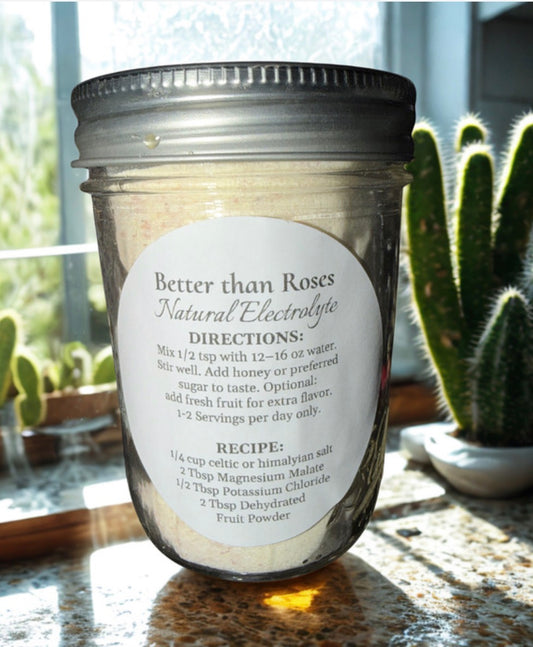 Better than Roses
Natural Electrolyte
DIRECTIONS:
Mix 1/2 tsp with 12–16 oz water.
Stir well. Add honey or preferred
sugar to taste. Optional:
add fresh fruit for extra flavor.
1-2 Servings per day only.
RECIPE:
1/4 cup celtic or himalyian salt
2 Tbsp Magnesium Malate
1/2 Tbsp Potassium Chloride
2 Tbsp Dehydrated
Fruit Powder